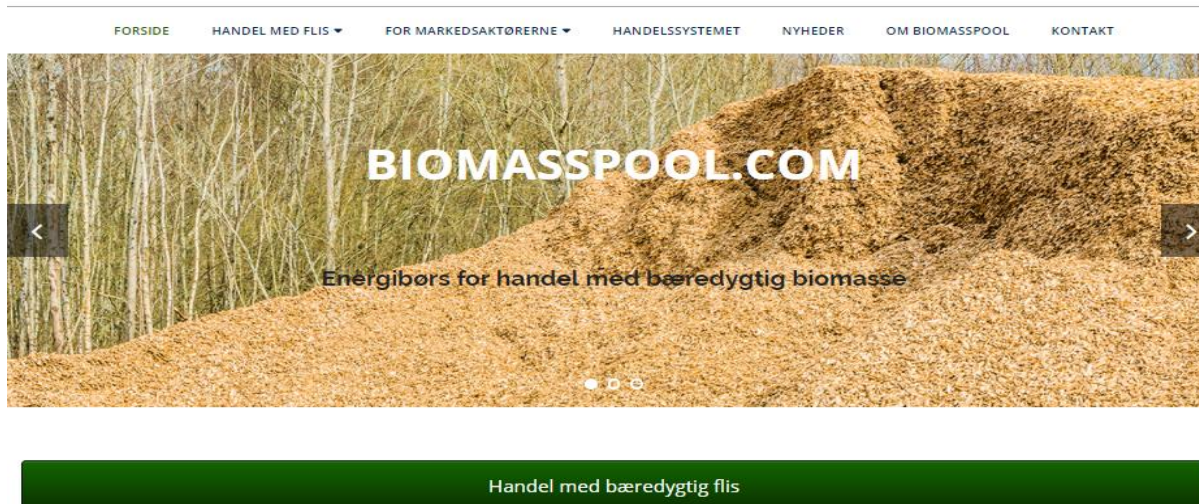 FORSIDE HANDEL MED FLIS FOR MARKEDSAKTØRERNE HANDELSSYSTEMET NYHEDER OM BIOMASSPOOL KONTAKT
BIOMASSPOOL.COM
Energibørs for handel med bæredygtig biomasse
Handel med bæredygtig flis